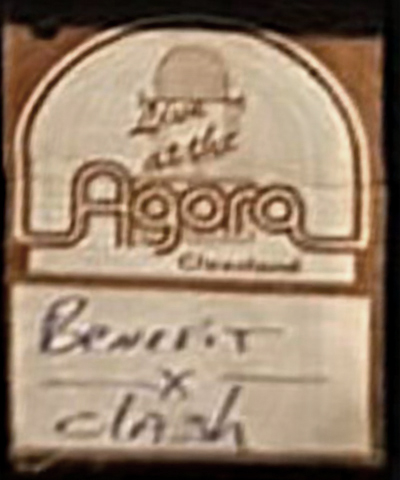 Live
at the
Agora
Cleveland
Benefit
x
clash